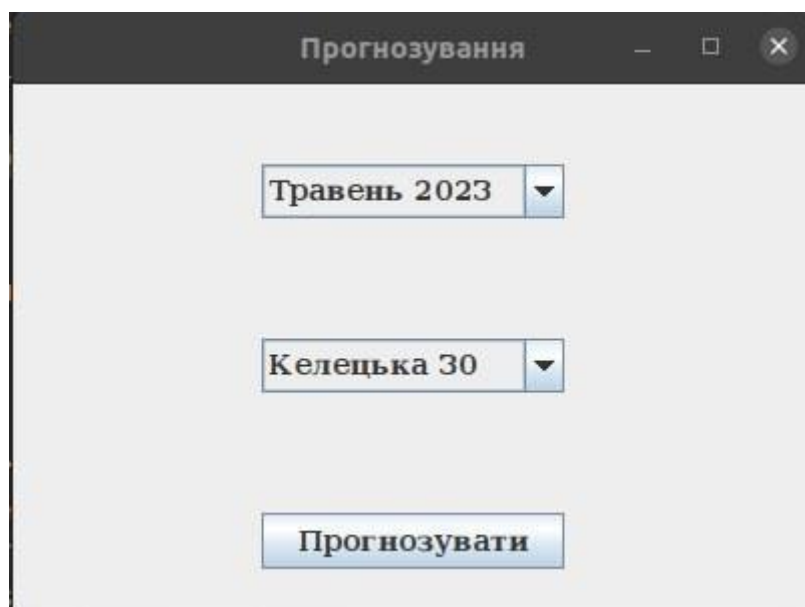 Прогнозування
Травень 2023
Келецька 30
Прогнозувати